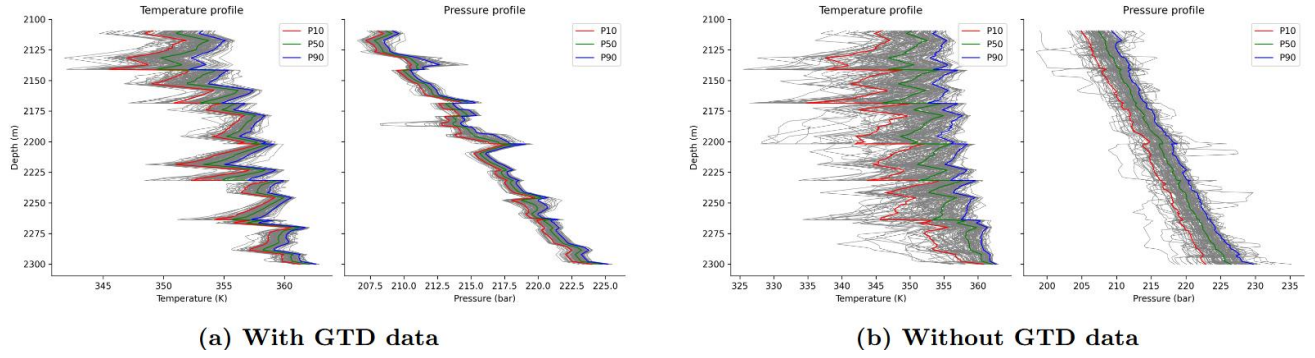 Temperature profile
2100
2125
2150
2175
2200
2225
2250
2275
2300
Depth (m)
345 350 355 360
Temperature (K)
P10
P50
P90
Pressure profile
207.5 210.0 212.5 215.0 217.5 220.0 222.5 225.0
Pressure (bar)
P10
P50
P90
(a) With GTD data
Temperature profile
2100
2125
2150
2175
2200
2225
2250
2275
2300
Depth (m)
325 330 335 340 345 350 355 360
Temperature (K)
P10
P50
P90
Pressure profile
200 205 210 215 220 225 230 235
Pressure (bar)
P10
P50
P90
(b) Without GTD data